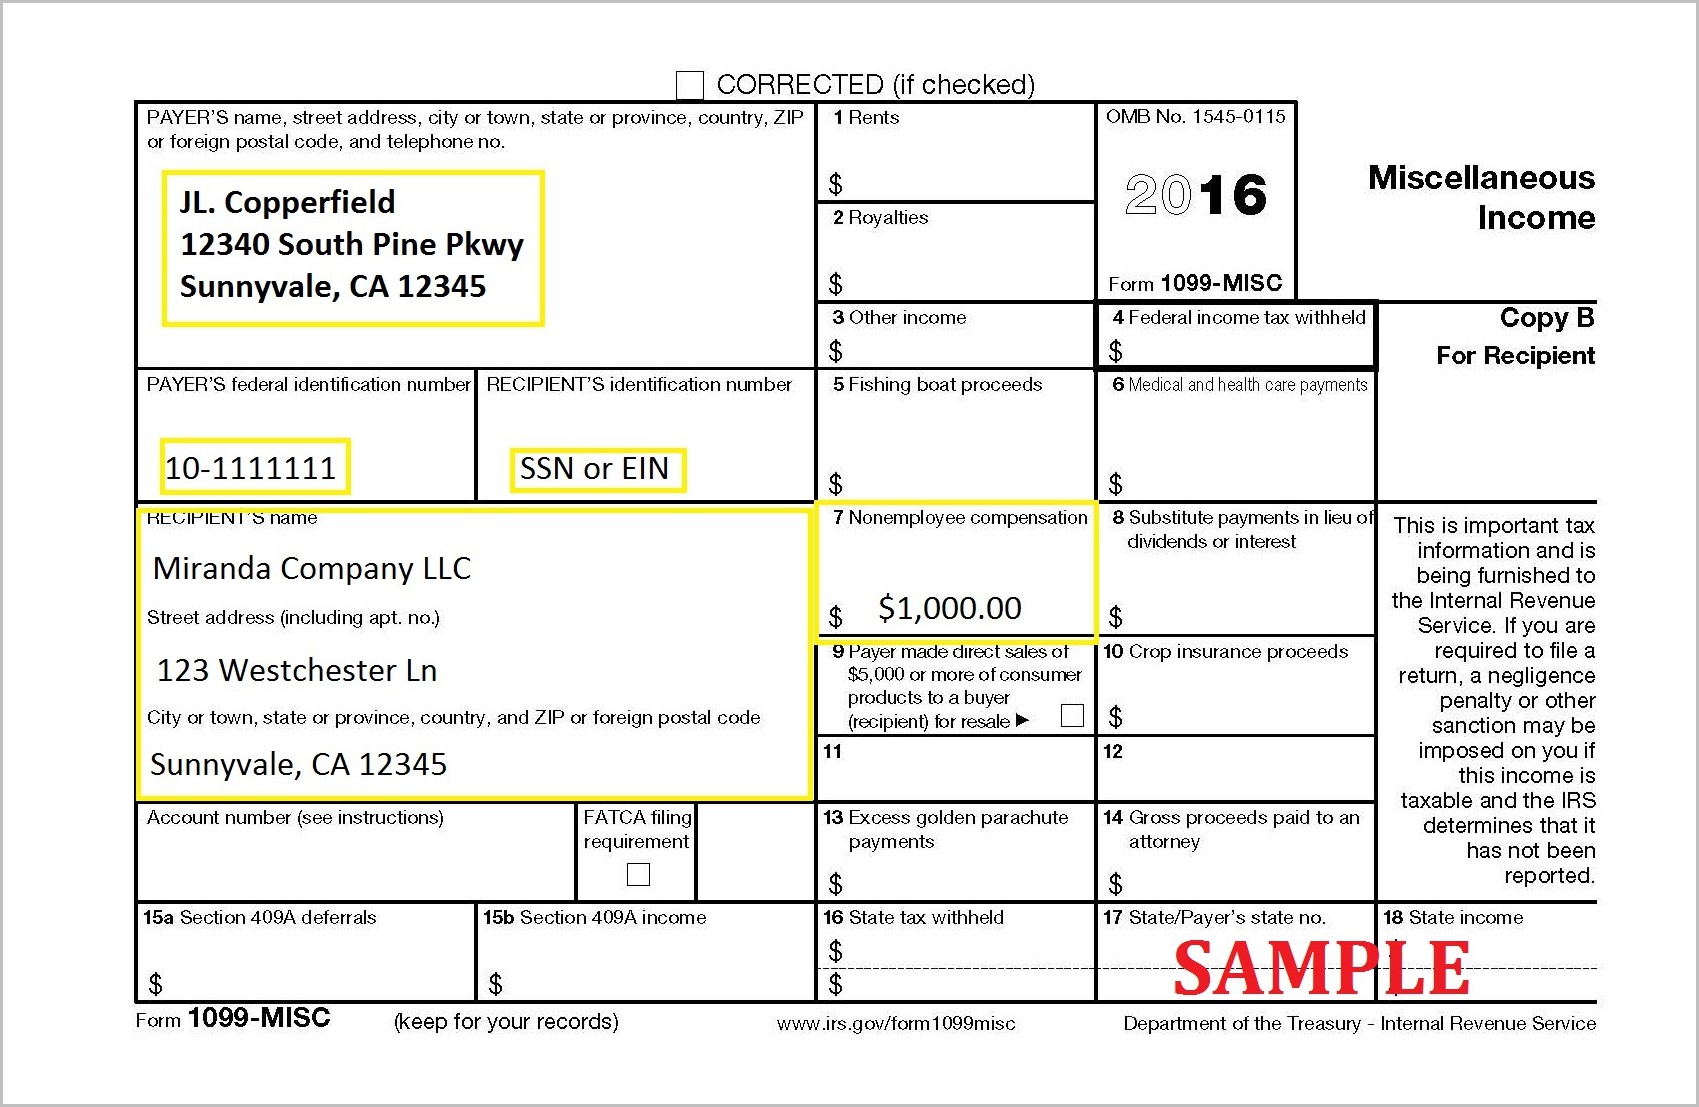 CORRECTED (if checked)
PAYER'S name, street address, city or town, state or province, country, ZIP
or foreign postal code, and telephone no.
JL. Copperfield
12340 South Pine Pkwy
Sunnyvale, CA 12345
1 Rents
$
2 Royalties
$
OMB No. 1545-0115
2016
Form 1099-MISC
Miscellaneous
Income
3 Other income
$
4 Federal income tax withheld
$
Copy B
For Recipient
PAYER'S federal identification number
10-1111111
RECIPIENT'S identification number
SSN or EIN
5 Fishing boat proceeds
$
6 Medical and health care payments
$
RECIPIENT'S name
Miranda Company LLC
Street address (including apt. no.)
123 Westchester Ln
City or town, state or province, country, and ZIP or foreign postal code
Sunnyvale, CA 12345
7 Nonemployee compensation
$ $1,000.00
8 Substitute payments in lieu of
dividends or interest
$
This is important tax
information and is
being furnished to
the Internal Revenue
Service. If you are
required to file a
return, a negligence
penalty or other
sanction may be
imposed on you if
this income is
taxable and the IRS
determines that it
has not been
reported.
9 Payer made direct sales of
$5,000 or more of consumer
products to a buyer
(recipient) for resale ▶
10 Crop insurance proceeds
$
11
12
Account number (see instructions)
FATCA filing
requirement
13 Excess golden parachute
payments
$
14 Gross proceeds paid to an
attorney
$
15a Section 409A deferrals
$
15b Section 409A income
$
16 State tax withheld
$
$
17 State/Payer's state no.
18 State income
$
$
SAMPLE
Form 1099-MISC
(keep for your records)
www.irs.gov/form1099misc
Department of the Treasury - Internal Revenue Service